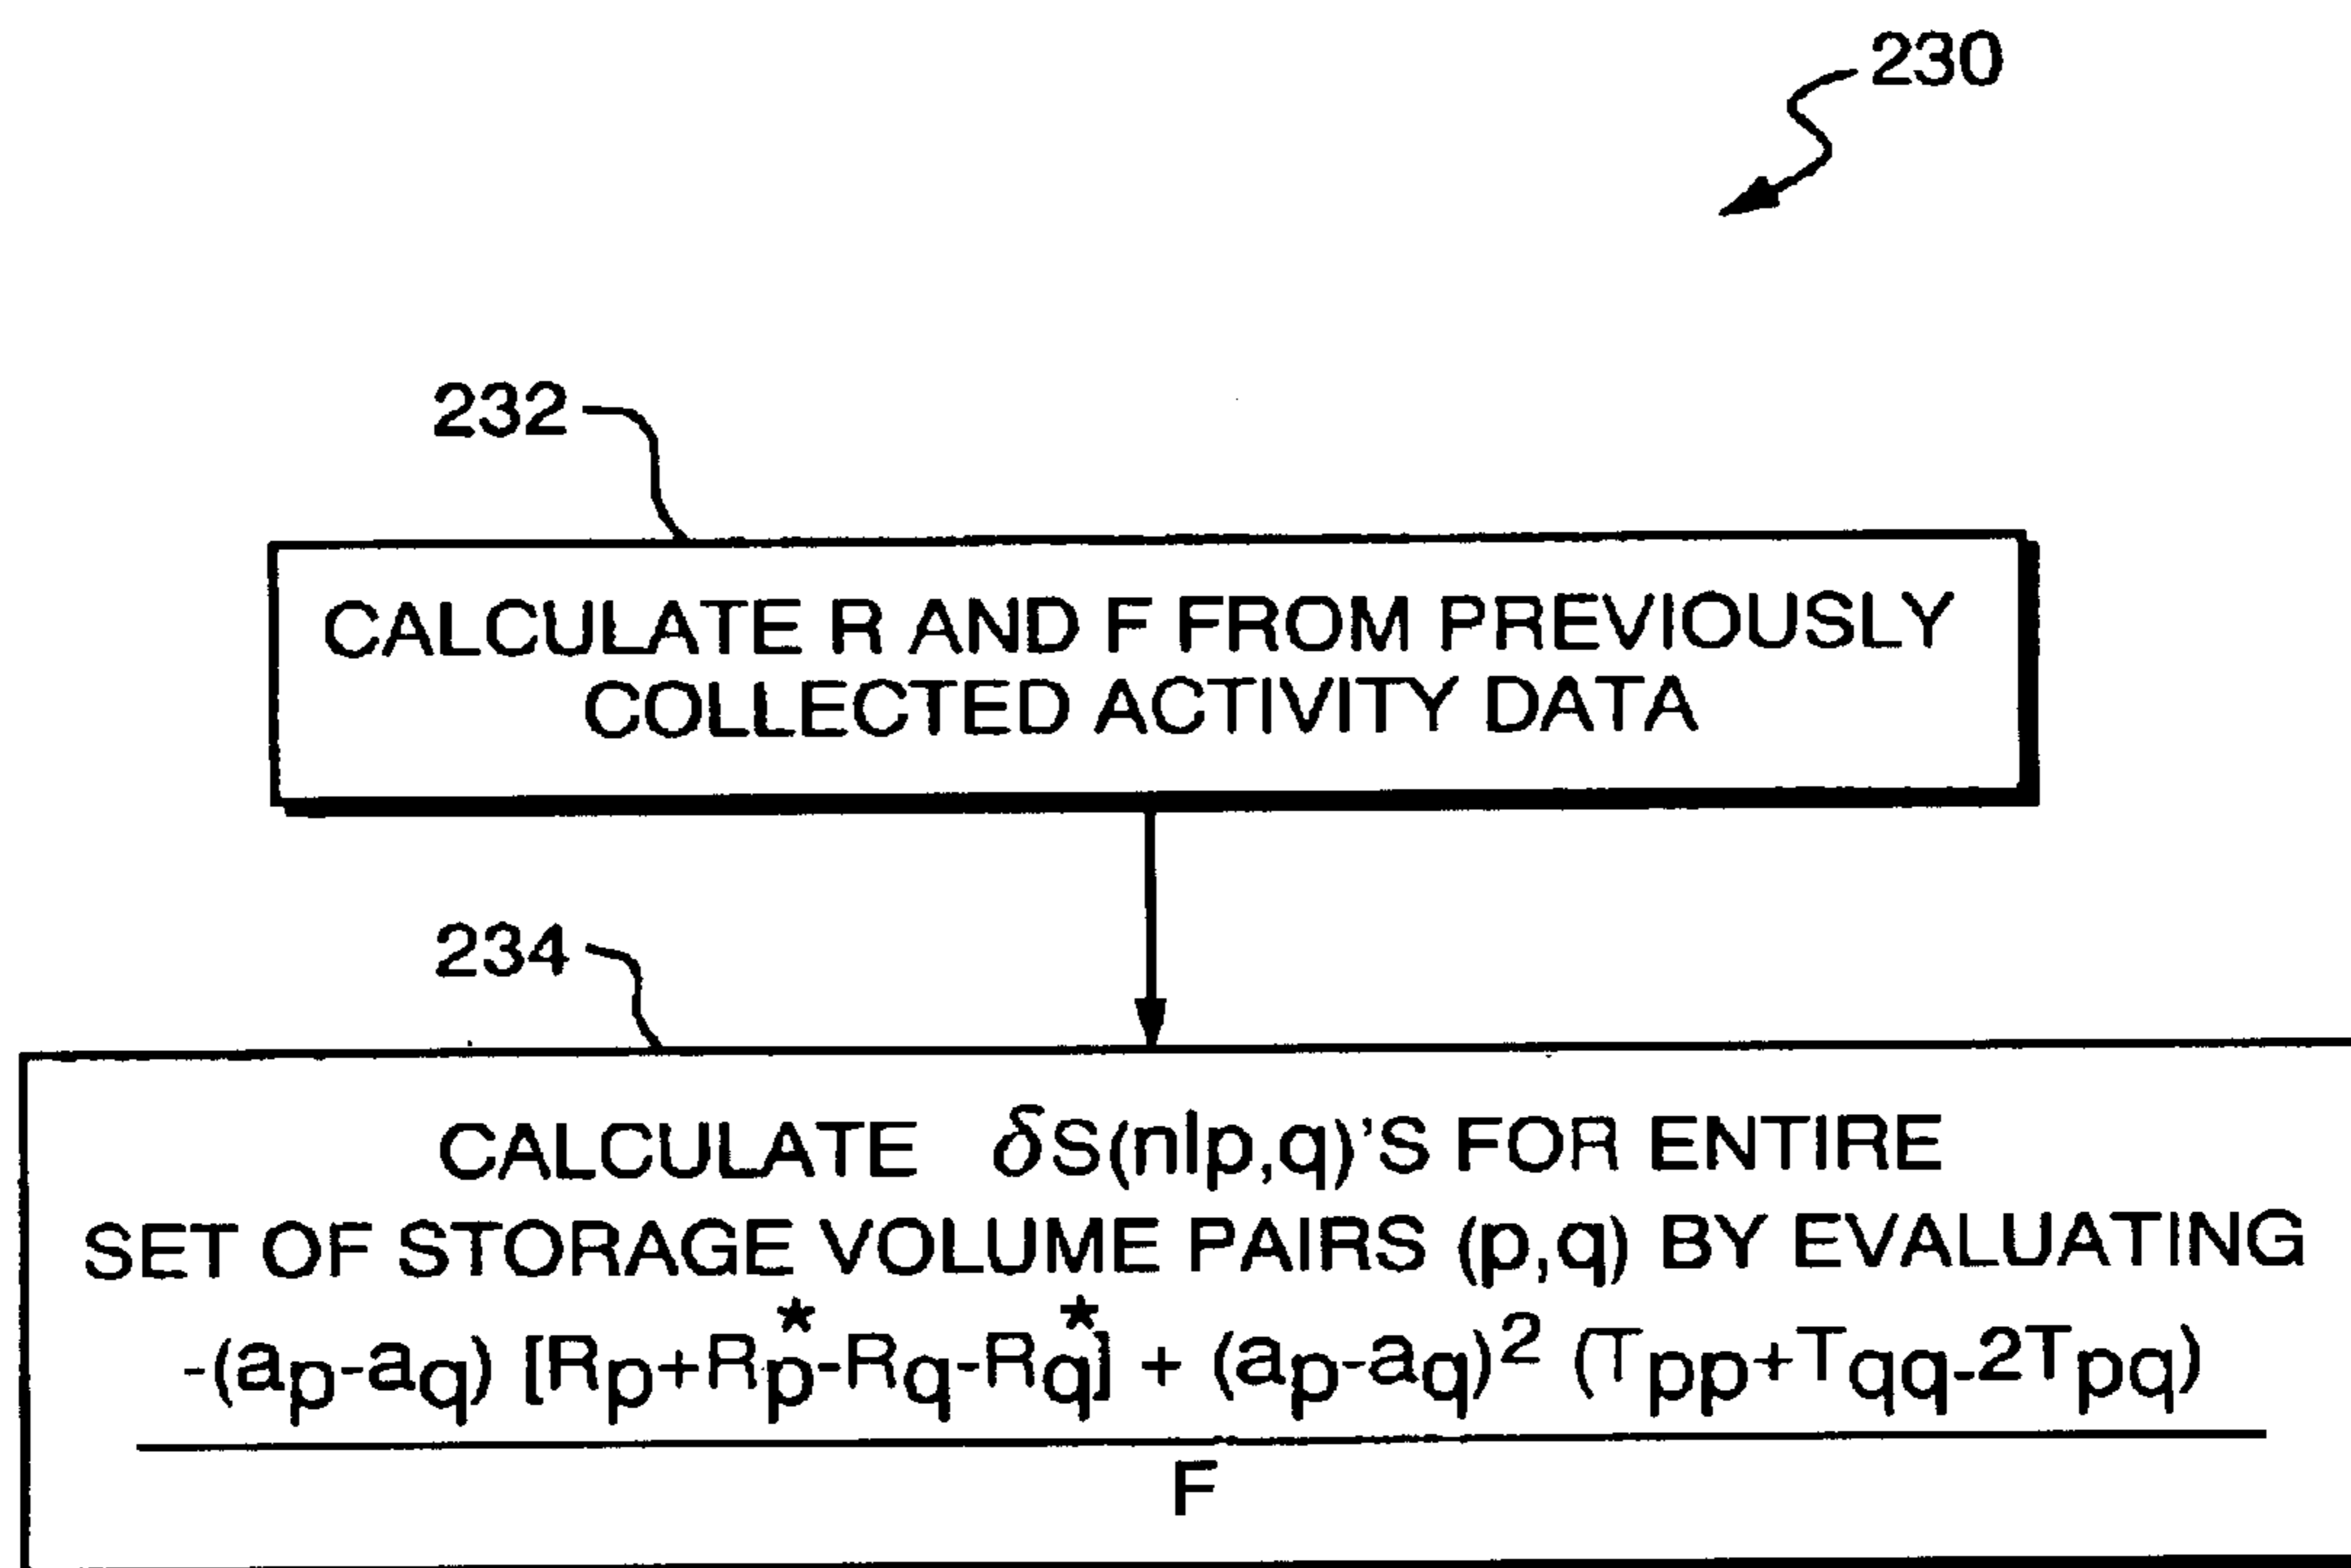 230
232
CALCULATE R AND F FROM PREVIOUSLY
COLLECTED ACTIVITY DATA
234
CALCULATE δS(n|p,q)'S FOR ENTIRE
SET OF STORAGE VOLUME PAIRS (p,q) BY EVALUATING
-(ap-aq) [Rp+Rp*-Rq-Rq*] + (ap-aq)2 (Tpp+Tqq-2Tpq)
F